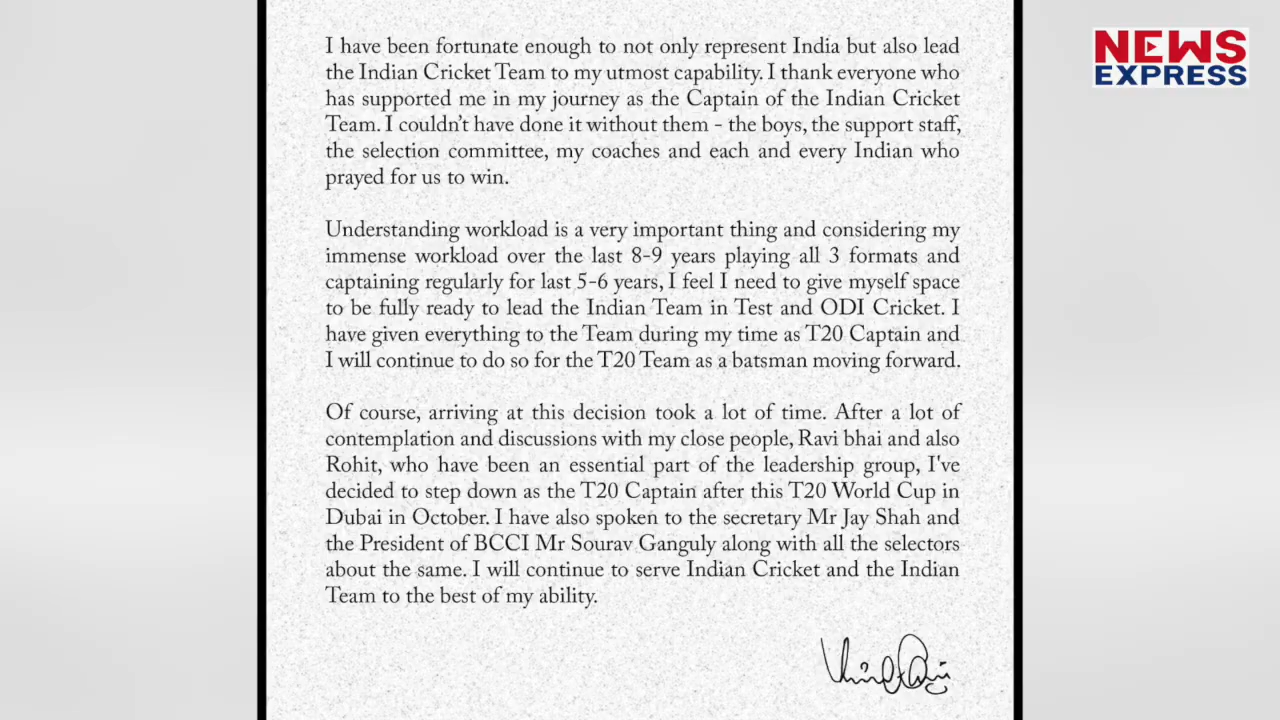 NEWS
EXPRESS
I have been fortunate enough to not only represent India but also lead
the Indian Cricket Team to my utmost capability. I thank everyone who
has supported me in my journey as the Captain of the Indian Cricket
Team. I couldn't have done it without them - the boys, the support staff,
the selection committee, my coaches and each and every Indian who
prayed for us to win.
Understanding workload is a very important thing and considering my
immense workload over the last 8-9 years playing all 3 formats and
captaining regularly for last 5-6 years, I feel I need to give myself space
to be fully ready to lead the Indian Team in Test and ODI Cricket. I
have given everything to the Team during my time as T20 Captain and
I will continue to do so for the T20 Team as a batsman moving forward.
Of course, arriving at this decision took a lot of time. After a lot of
contemplation and discussions with my close people, Ravi bhai and also
Rohit, who have been an essential part of the leadership group, I've
decided to step down as the T20 Captain after this T20 World Cup in
Dubai in October. I have also spoken to the secretary Mr Jay Shah and
the President of BCCI Mr Sourav Ganguly along with all the selectors
about the same. I will continue to serve Indian Cricket and the Indian
Team to the best of my ability.